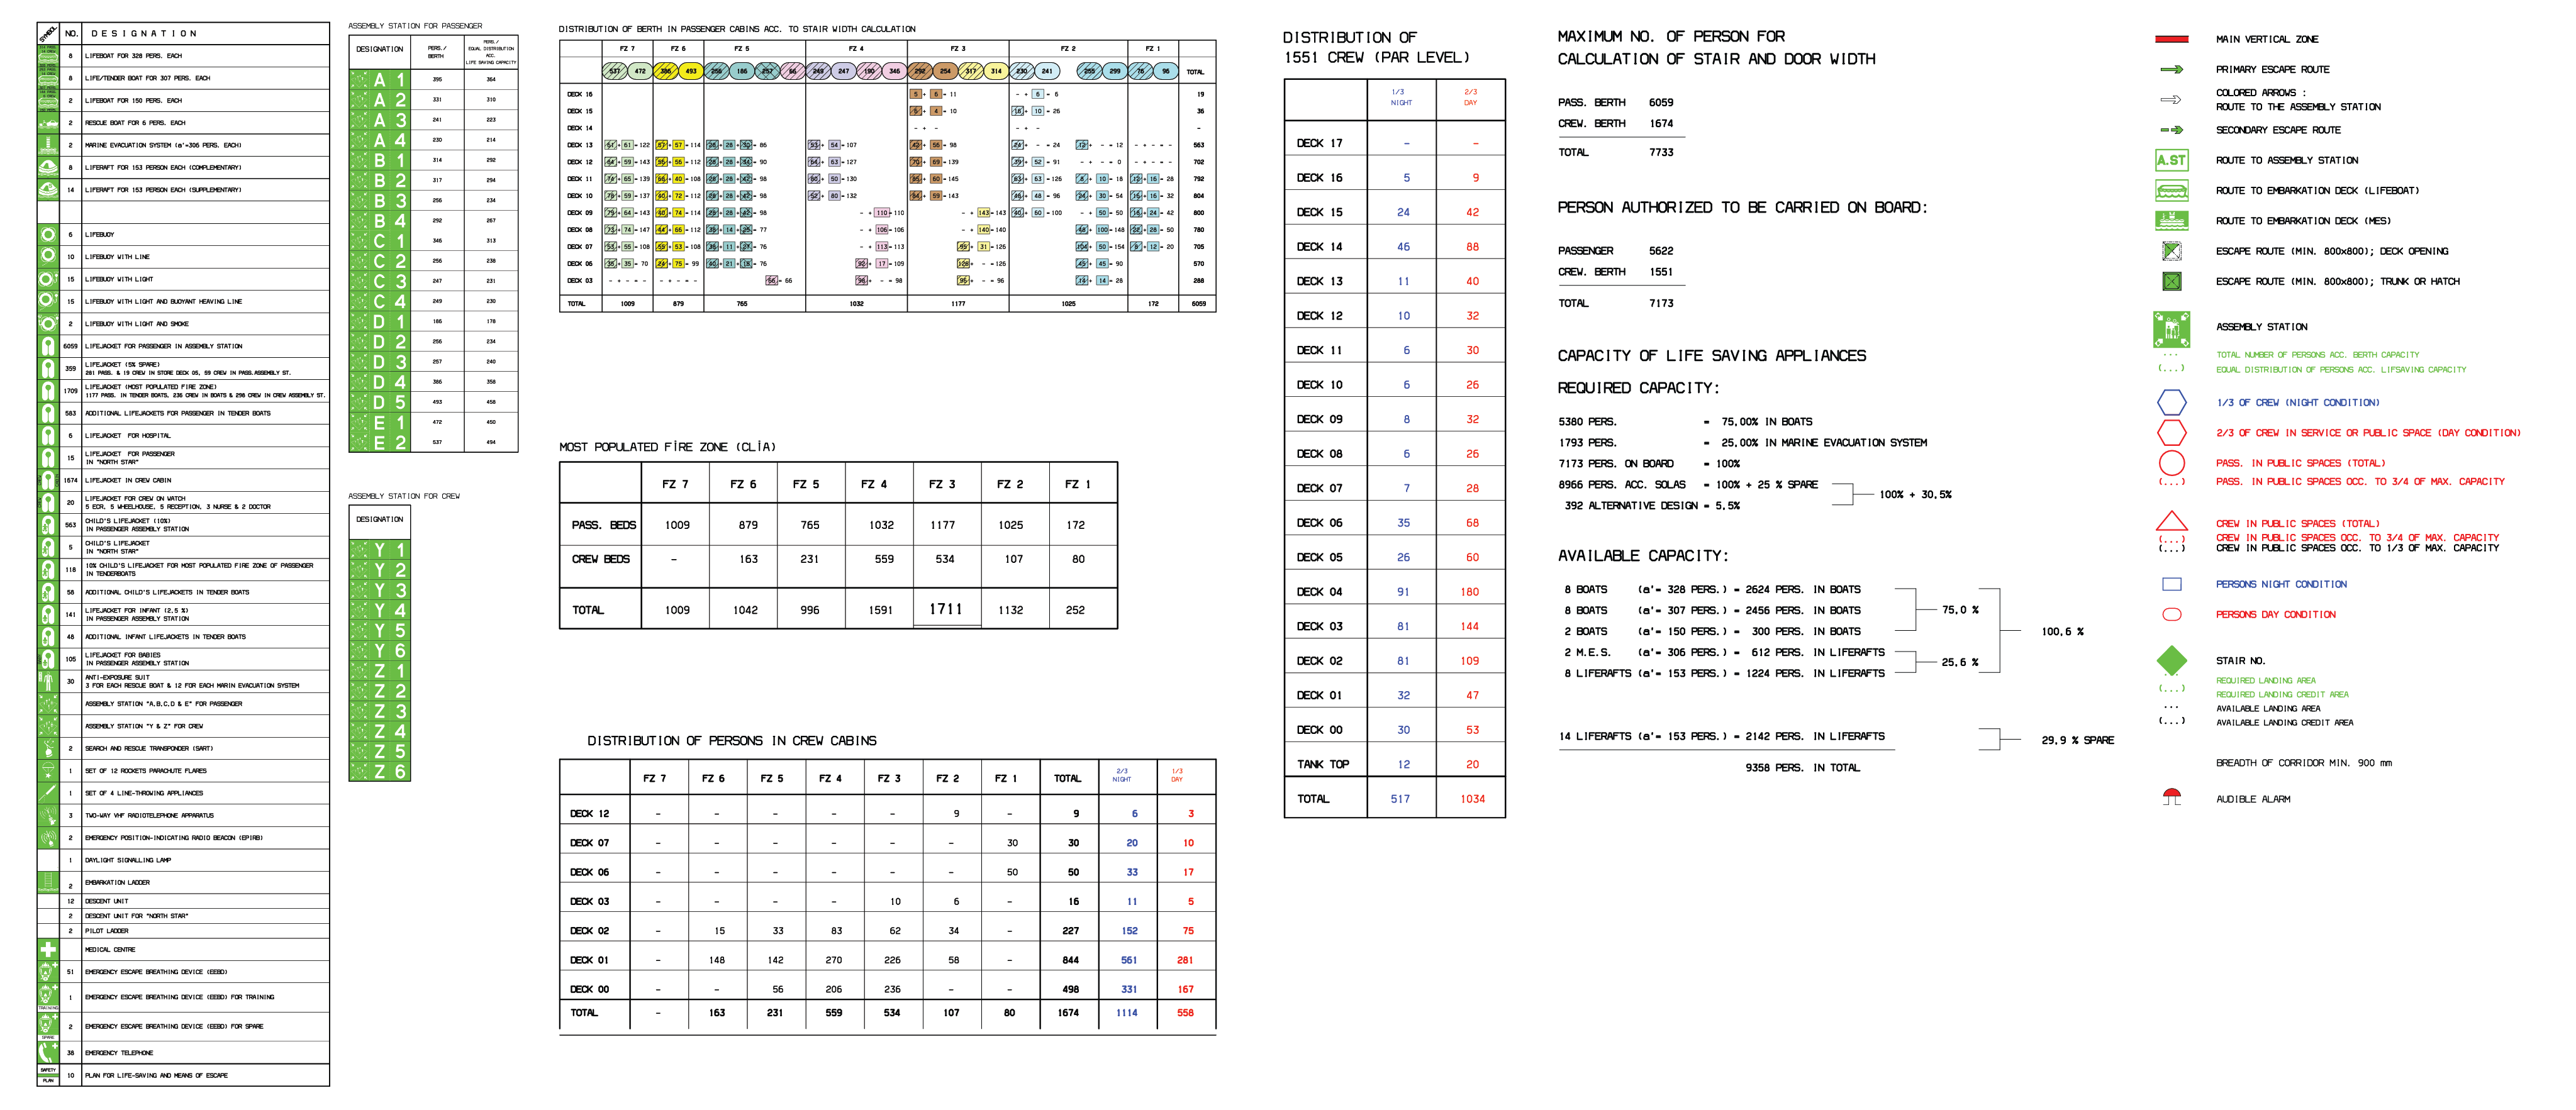 SYMBOL NO. DESIGNATION
8 LIFEBOAT FOR 328 PERS. EACH
8 LIFE/TENDER BOAT FOR 307 PERS. EACH
2 LIFEBOAT FOR 150 PERS. EACH
2 RESCUE BOAT FOR 6 PERS. EACH
2 MARINE EVACUATION SYSTEM (a'=306 PERS. EACH)
8 LIFERAFT FOR 153 PERSON EACH (COMPLEMENTARY)
14 LIFERAFT FOR 153 PERSON EACH (SUPPLEMENTARY)
6 LIFEBUOY
10 LIFEBUOY WITH LINE
15 LIFEBUOY WITH LIGHT
15 LIFEBUOY WITH LIGHT AND BUOYANT HEAVING LINE
2 LIFEBUOY WITH LIGHT AND SMOKE
6059 LIFEJACKET FOR PASSENGER IN ASSEMBLY STATION
359 LIFEJACKET (5% SPARE)
281 PASS. & 19 CREW IN STORE DECK 05, 59 CREW IN PASS.ASSEMBLY ST.
1709 LIFEJACKET (MOST POPULATED FIRE ZONE)
1177 PASS. IN TENDER BOATS, 236 CREW IN BOATS & 296 CREW IN CREW ASSEMBLY ST.
583 ADDITIONAL LIFEJACKETS FOR PASSENGER IN TENDER BOATS
6 LIFEJACKET FOR HOSPITAL
15 LIFEJACKET FOR PASSENGER
IN "NORTH STAR"
1674 LIFEJACKET IN CREW CABIN
20 LIFEJACKET FOR CREW ON WATCH
5 ECR, 5 WHEELHOUSE, 5 RECEPTION, 3 NURSE & 2 DOCTOR
563 CHILD'S LIFEJACKET (10%)
IN PASSENGER ASSEMBLY STATION
5 CHILD'S LIFEJACKET
IN "NORTH STAR"
118 10% CHILD'S LIFEJACKET FOR MOST POPULATED FIRE ZONE OF PASSENGER
IN TENDERBOATS
58 ADDITIONAL CHILD'S LIFEJACKETS IN TENDER BOATS
141 LIFEJACKET FOR INFANT (2,5 %)
IN PASSENGER ASSEMBLY STATION
48 ADDITIONAL INFANT LIFEJACKETS IN TENDER BOATS
105 LIFEJACKET FOR BABIES
IN PASSENGER ASSEMBLY STATION
30 ANTI-EXPOSURE SUIT
3 FOR EACH RESCUE BOAT & 12 FOR EACH MARIN EVACUATION SYSTEM
ASSEMBLY STATION "A,B,C,D & E" FOR PASSENGER
ASSEMBLY STATION "Y & Z" FOR CREW
2 SEARCH AND RESCUE TRANSPONDER (SART)
1 SET OF 12 ROCKETS PARACHUTE FLARES
1 SET OF 4 LINE-THROWING APPLIANCES
3 TWO-WAY VHF RADIOTELEPHONE APPARATUS
2 EMERGENCY POSITION-INDICATING RADIO BEACON (EPIRB)
1 DAYLIGHT SIGNALLING LAMP
2 EMBARKATION LADDER
12 DESCENT UNIT
2 DESCENT UNIT FOR "NORTH STAR"
2 PILOT LADDER
MEDICAL CENTRE
51 EMERGENCY ESCAPE BREATHING DEVICE (EEBD)
1 EMERGENCY ESCAPE BREATHING DEVICE (EEBD) FOR TRAINING
TRAINING
2 EMERGENCY ESCAPE BREATHING DEVICE (EEBD) FOR SPARE
SPARE
38 EMERGENCY TELEPHONE
SAFETY PLAN 10 PLAN FOR LIFE-SAVING AND MEANS OF ESCAPE
ASSEMBLY STATION FOR PASSENGER
DESIGNATION PERS./ BERTH PERS./ EQUAL DISTRIBUTION ACC. LIFE SAVING CAPACITY
A 1 395 364
A 2 331 310
A 3 241 223
A 4 230 214
B 1 314 292
B 2 317 294
B 3 256 234
B 4 292 267
C 1 346 313
C 2 256 238
C 3 247 231
C 4 249 230
D 1 186 178
D 2 256 234
D 3 257 240
D 4 386 358
D 5 493 458
E 1 472 450
E 2 537 494
ASSEMBLY STATION FOR CREW
DESIGNATION
Y 1
Y 2
Y 3
Y 4
Y 5
Y 6
Z 1
Z 2
Z 3
Z 4
Z 5
Z 6
DISTRIBUTION OF BERTH IN PASSENGER CABINS ACC. TO STAIR WIDTH CALCULATION
FZ 7 FZ 6 FZ 5 FZ 4 FZ 3 FZ 2 FZ 1
537 472 386 493 256 186 257 66 249 247 190 346 292 254 317 314 230 241 255 299 76 96 TOTAL
DECK 16 5 + 6 = 11 - + 6 = 6 19
DECK 15 + 4 = 10 16 + 10 = 26 36
DECK 14 - + - - + - -
DECK 13 61 + 61 = 122 57 + 57 = 114 = 86 53 + 54 = 107 42 + 56 = 98 24 + - = 24 12 + - = 12 - + - = - 563
DECK 12 84 + 59 = 143 56 + 56 = 112 = 90 64 + 63 = 127 70 + 69 = 139 39 + 52 = 91 - + - = 0 - + - = - 702
DECK 11 74 + 65 = 139 + 40 = 108 28 + 28 + 42 = 98 80 + 50 = 130 85 + 60 = 145 63 + 63 = 126 8 + 10 = 18 12 + 16 = 28 792
DECK 10 78 + 59 = 137 40 + 72 = 112 28 + 28 + 42 = 98 52 + 80 = 132 84 + 59 = 143 48 + 48 = 96 24 + 30 = 54 16 + 16 = 32 804
DECK 09 79 + 64 = 143 40 + 74 = 114 28 + 28 + 42 = 98 - + 110 = 110 - + 143 = 143 40 + 60 = 100 - + 50 = 50 18 + 24 = 42 800
DECK 08 73 + 74 = 147 + 66 = 112 + 14 + = 77 - + 106 = 106 - + 140 = 140 48 + 100 = 148 22 + 28 = 50 780
DECK 07 53 + 55 = 108 55 + 53 = 108 + 11 + = 76 - + 113 = 113 95 + 31 = 126 104 + 50 = 154 8 + 12 = 20 705
DECK 06 35 + 35 = 70 24 + 75 = 99 + 21 + = 76 92 + 17 = 109 + - = 126 45 + 45 = 90 570
DECK 03 - + - = - - + - = - 66 = 66 98 + - = 98 + - = 96 14 + 14 = 28 288
TOTAL 1009 879 765 1032 1177 1025 172 6059
MOST POPULATED FİRE ZONE (CLİA)
FZ 7 FZ 6 FZ 5 FZ 4 FZ 3 FZ 2 FZ 1
PASS. BEDS 1009 879 765 1032 1177 1025 172
CREW BEDS - 163 231 559 534 107 80
TOTAL 1009 1042 996 1591 1711 1132 252
DISTRIBUTION OF PERSONS IN CREW CABINS
FZ 7 FZ 6 FZ 5 FZ 4 FZ 3 FZ 2 FZ 1 TOTAL 2/3 NIGHT 1/3 DAY
DECK 12 - - - - - 9 - 9 6 3
DECK 07 - - - - - - 30 30 20 10
DECK 06 - - - - - - 50 50 33 17
DECK 03 - - - - 10 6 - 16 11 5
DECK 02 - 15 33 83 62 34 - 227 152 75
DECK 01 - 148 142 270 226 58 - 844 561 281
DECK 00 - - 56 206 236 - - 498 331 167
TOTAL - 163 231 559 534 107 80 1674 1114 558
DISTRIBUTION OF
1551 CREW (PAR LEVEL)
1/3 NIGHT 2/3 DAY
DECK 17 - -
DECK 16 5 9
DECK 15 24 42
DECK 14 46 88
DECK 13 11 40
DECK 12 10 32
DECK 11 6 30
DECK 10 6 26
DECK 09 8 32
DECK 08 6 26
DECK 07 7 28
DECK 06 35 68
DECK 05 26 60
DECK 04 91 180
DECK 03 81 144
DECK 02 81 109
DECK 01 32 47
DECK 00 30 53
TANK TOP 12 20
TOTAL 517 1034
MAXIMUM NO. OF PERSON FOR
CALCULATION OF STAIR AND DOOR WIDTH
PASS. BERTH 6059
CREW. BERTH 1674
TOTAL 7733
PERSON AUTHORIZED TO BE CARRIED ON BOARD:
PASSENGER 5622
CREW. BERTH 1551
TOTAL 7173
CAPACITY OF LIFE SAVING APPLIANCES
REQUIRED CAPACITY:
5380 PERS. = 75,00% IN BOATS
1793 PERS. = 25,00% IN MARINE EVACUATION SYSTEM
7173 PERS. ON BOARD = 100%
8966 PERS. ACC. SOLAS = 100% + 25 % SPARE
392 ALTERNATIVE DESIGN = 5,5%
100% + 30,5%
AVAILABLE CAPACITY:
8 BOATS (a'= 328 PERS.) = 2624 PERS. IN BOATS
8 BOATS (a'= 307 PERS.) = 2456 PERS. IN BOATS
2 BOATS (a'= 150 PERS.) = 300 PERS. IN BOATS
75,0 %
2 M.E.S. (a'= 306 PERS.) = 612 PERS. IN LIFERAFTS
8 LIFERAFTS (a'= 153 PERS.) = 1224 PERS. IN LIFERAFTS
25,6 %
100,6 %
14 LIFERAFTS (a'= 153 PERS.) = 2142 PERS. IN LIFERAFTS
29,9 % SPARE
9358 PERS. IN TOTAL
MAIN VERTICAL ZONE
PRIMARY ESCAPE ROUTE
COLORED ARROWS :
ROUTE TO THE ASSEMBLY STATION
SECONDARY ESCAPE ROUTE
A.ST ROUTE TO ASSEMBLY STATION
ROUTE TO EMBARKATION DECK (LIFEBOAT)
ROUTE TO EMBARKATION DECK (MES)
ESCAPE ROUTE (MIN. 800x800); DECK OPENING
ESCAPE ROUTE (MIN. 800x800); TRUNK OR HATCH
ASSEMBLY STATION
... TOTAL NUMBER OF PERSONS ACC. BERTH CAPACITY
(...) EQUAL DISTRIBUTION OF PERSONS ACC. LIFSAVING CAPACITY
1/3 OF CREW (NIGHT CONDITION)
2/3 OF CREW IN SERVICE OR PUBLIC SPACE (DAY CONDITION)
PASS. IN PUBLIC SPACES (TOTAL)
(...) PASS. IN PUBLIC SPACES OCC. TO 3/4 OF MAX. CAPACITY
CREW IN PUBLIC SPACES (TOTAL)
(...) CREW IN PUBLIC SPACES OCC. TO 3/4 OF MAX. CAPACITY
(...) CREW IN PUBLIC SPACES OCC. TO 1/3 OF MAX. CAPACITY
PERSONS NIGHT CONDITION
PERSONS DAY CONDITION
STAIR NO.
... REQUIRED LANDING AREA
(...) REQUIRED LANDING CREDIT AREA
... AVAILABLE LANDING AREA
(...) AVAILABLE LANDING CREDIT AREA
BREADTH OF CORRIDOR MIN. 900 mm
AUDIBLE ALARM